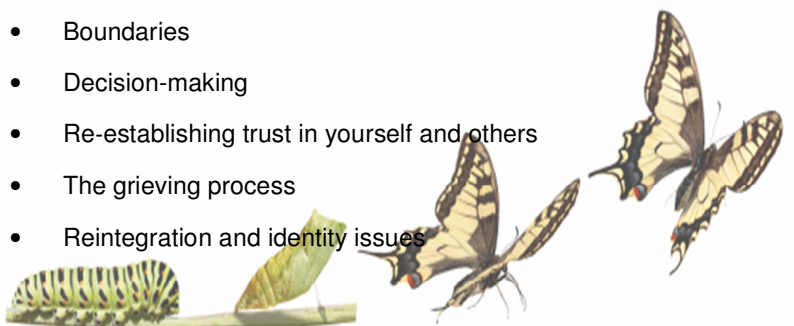 • Boundaries
• Decision-making
• Re-establishing trust in yourself and others
• The grieving process
• Reintegration and identity issues